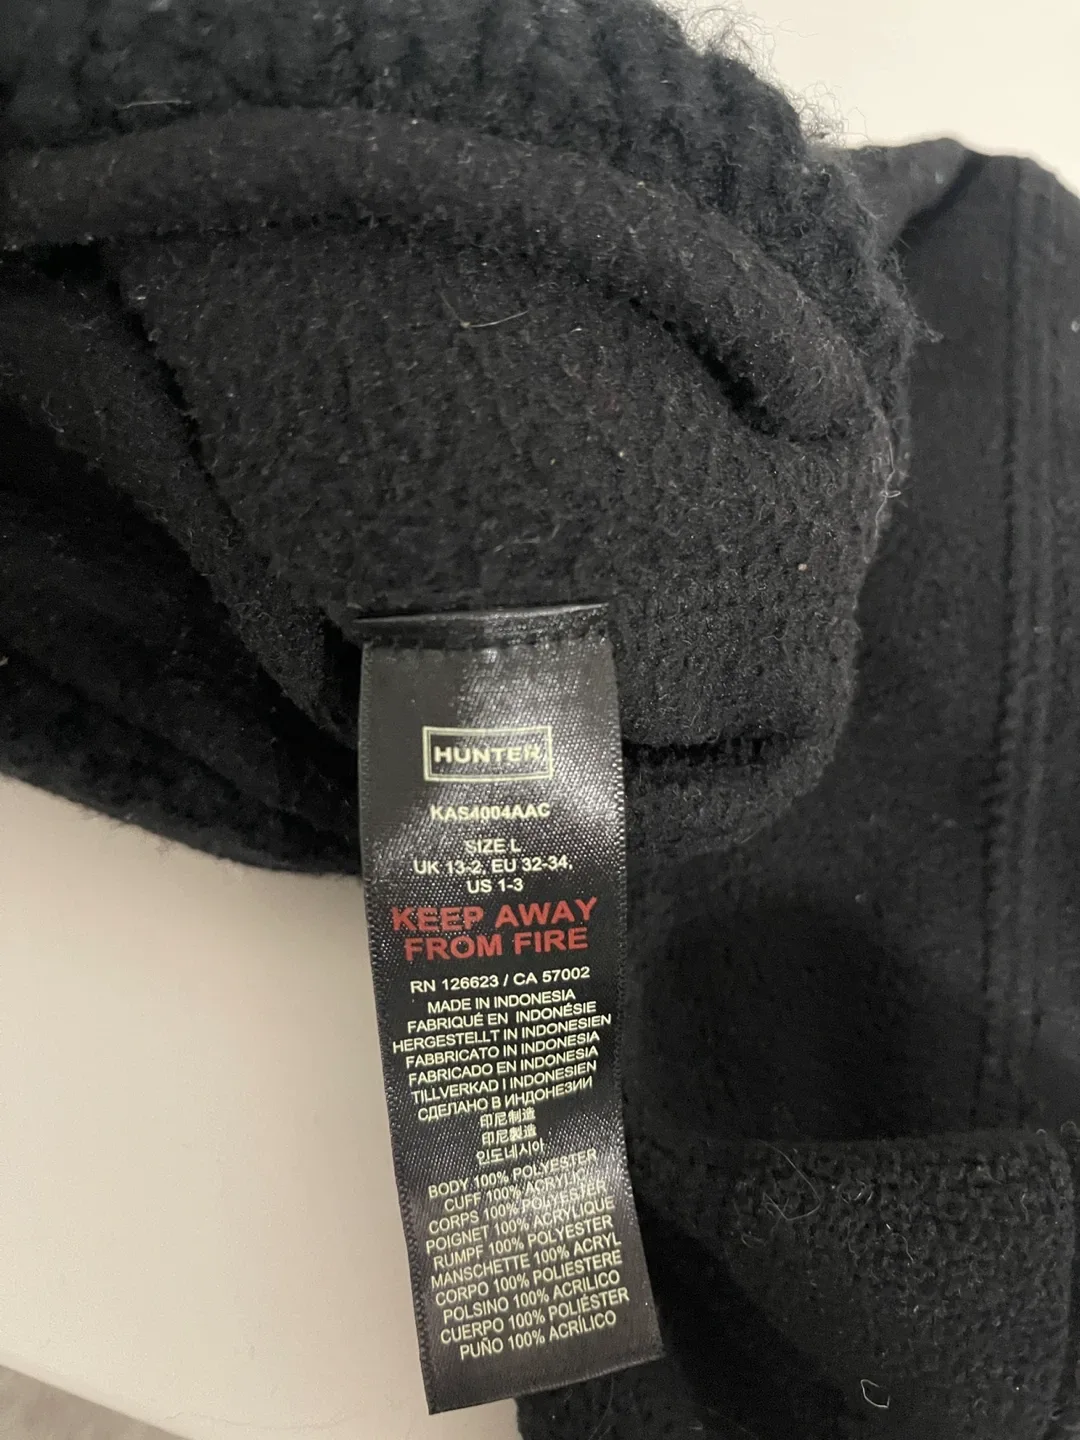 HUNTER
KAS4004AAC
SIZE L
UK 13-2, EU 32-34,
US 1-3
KEEP AWAY
FROM FIRE
RN 126623 / CA 57002
MADE IN INDONESIA
FABRIQUÉ EN INDONÉSIE
HERGESTELLT IN INDONESIEN
FABBRICATO IN INDONESIA
FABRICADO EN INDONESIA
TILLVERKAD I INDONESIEN
СДЕЛАНО В ИНДОНЕЗИИ
印尼制造
印尼製造
인도네시아
BODY 100% POLYESTER
CUFF 100% ACRYLIC
CORPS 100% POLYESTER
POIGNET 100% ACRYLIQUE
RUMPF 100% POLYESTER
MANSCHETTE 100% ACRYL
CORPO 100% POLIESTERE
POLSINO 100% ACRILICO
CUERPO 100% POLIÉSTER
PUÑO 100% ACRÍLICO